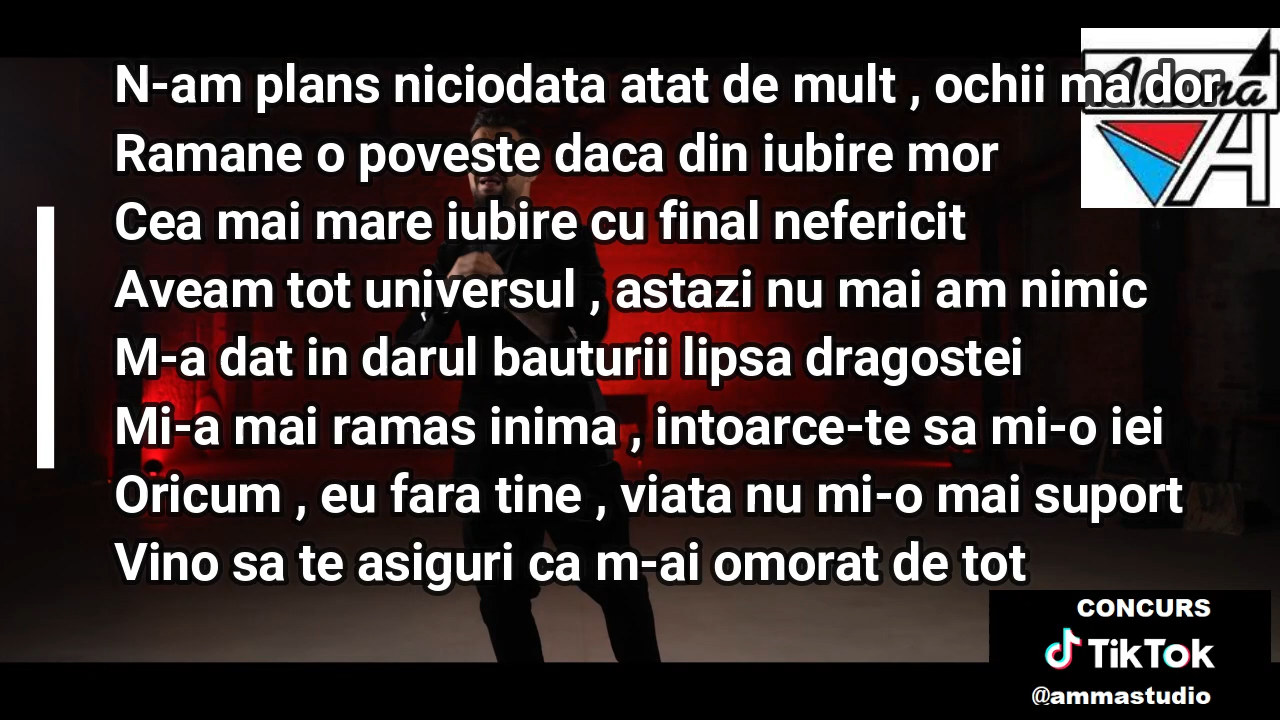 N-am plans niciodata atat de mult , ochii ma dor
Ramane o poveste daca din iubire mor
Cea mai mare iubire cu final nefericit
Aveam tot universul , astazi nu mai am nimic
M-a dat in darul bauturii lipsa dragostei
Mi-a mai ramas inima , intoarce-te sa mi-o iei
Oricum , eu fara tine , viata nu mi-o mai suport
Vino sa te asiguri ca m-ai omorat de tot
CONCURS
TikTok
@ammastudio